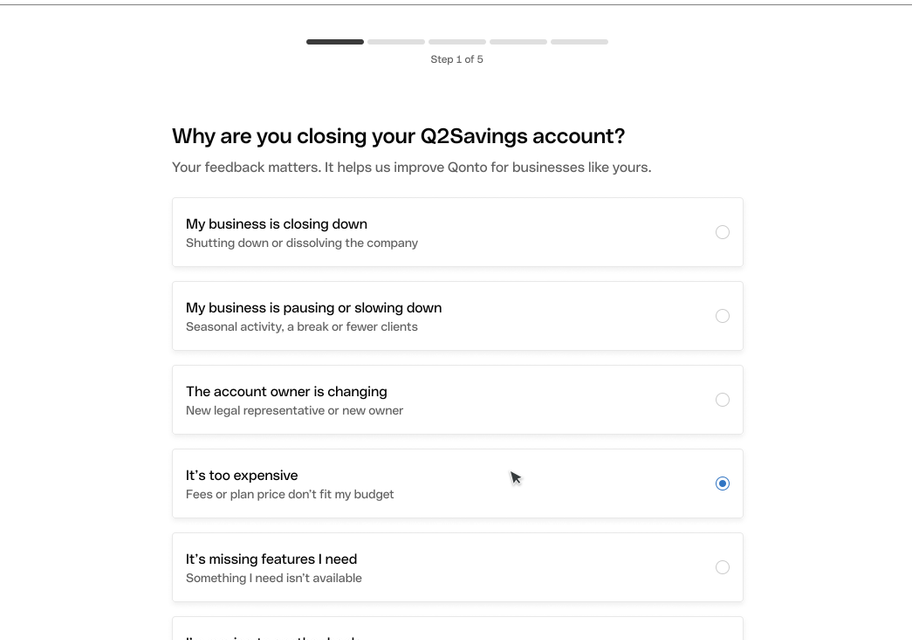 Step 1 of 5
Why are you closing your Q2Savings account?
Your feedback matters. It helps us improve Qonto for businesses like yours.
My business is closing down
Shutting down or dissolving the company
My business is pausing or slowing down
Seasonal activity, a break or fewer clients
The account owner is changing
New legal representative or new owner
It's too expensive
Fees or plan price don't fit my budget
It's missing features I need
Something I need isn't available